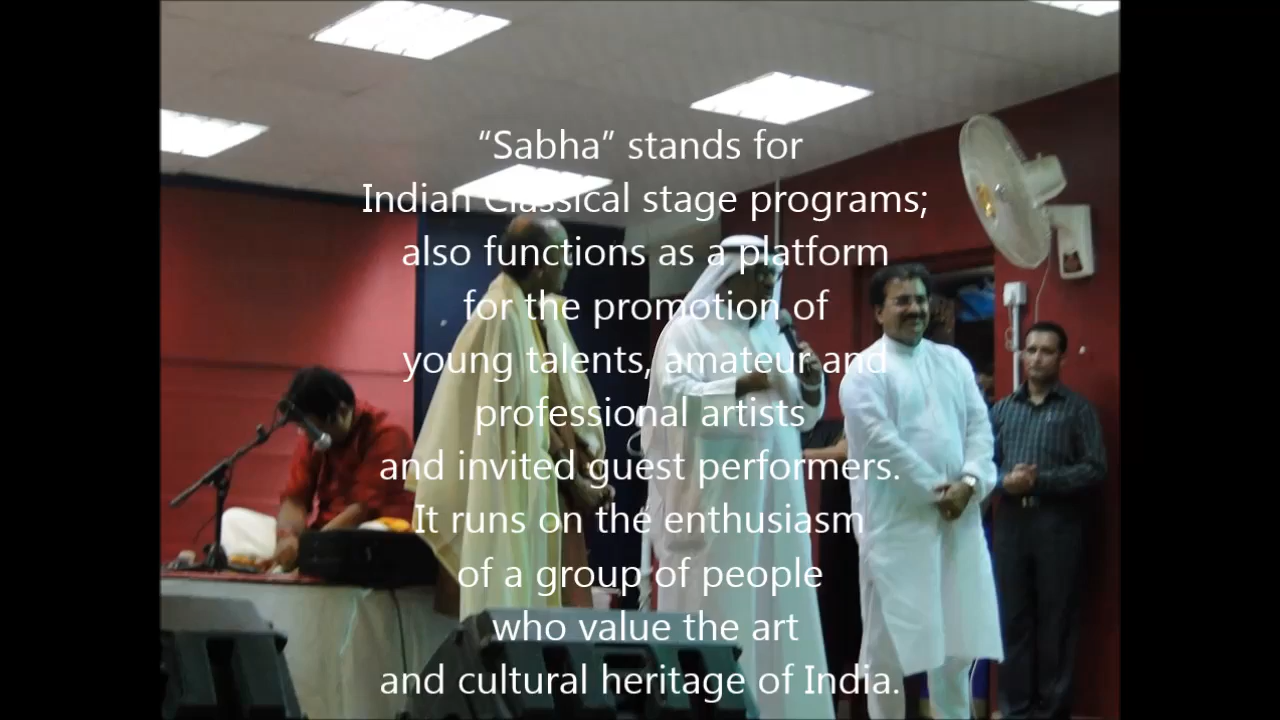 “Sabha” stands for
Indian Classical stage programs;
also functions as a platform
for the promotion of
young talents, amateur and
professional artists
and invited guest performers.
It runs on the enthusiasm
of a group of people
who value the art
and cultural heritage of India.